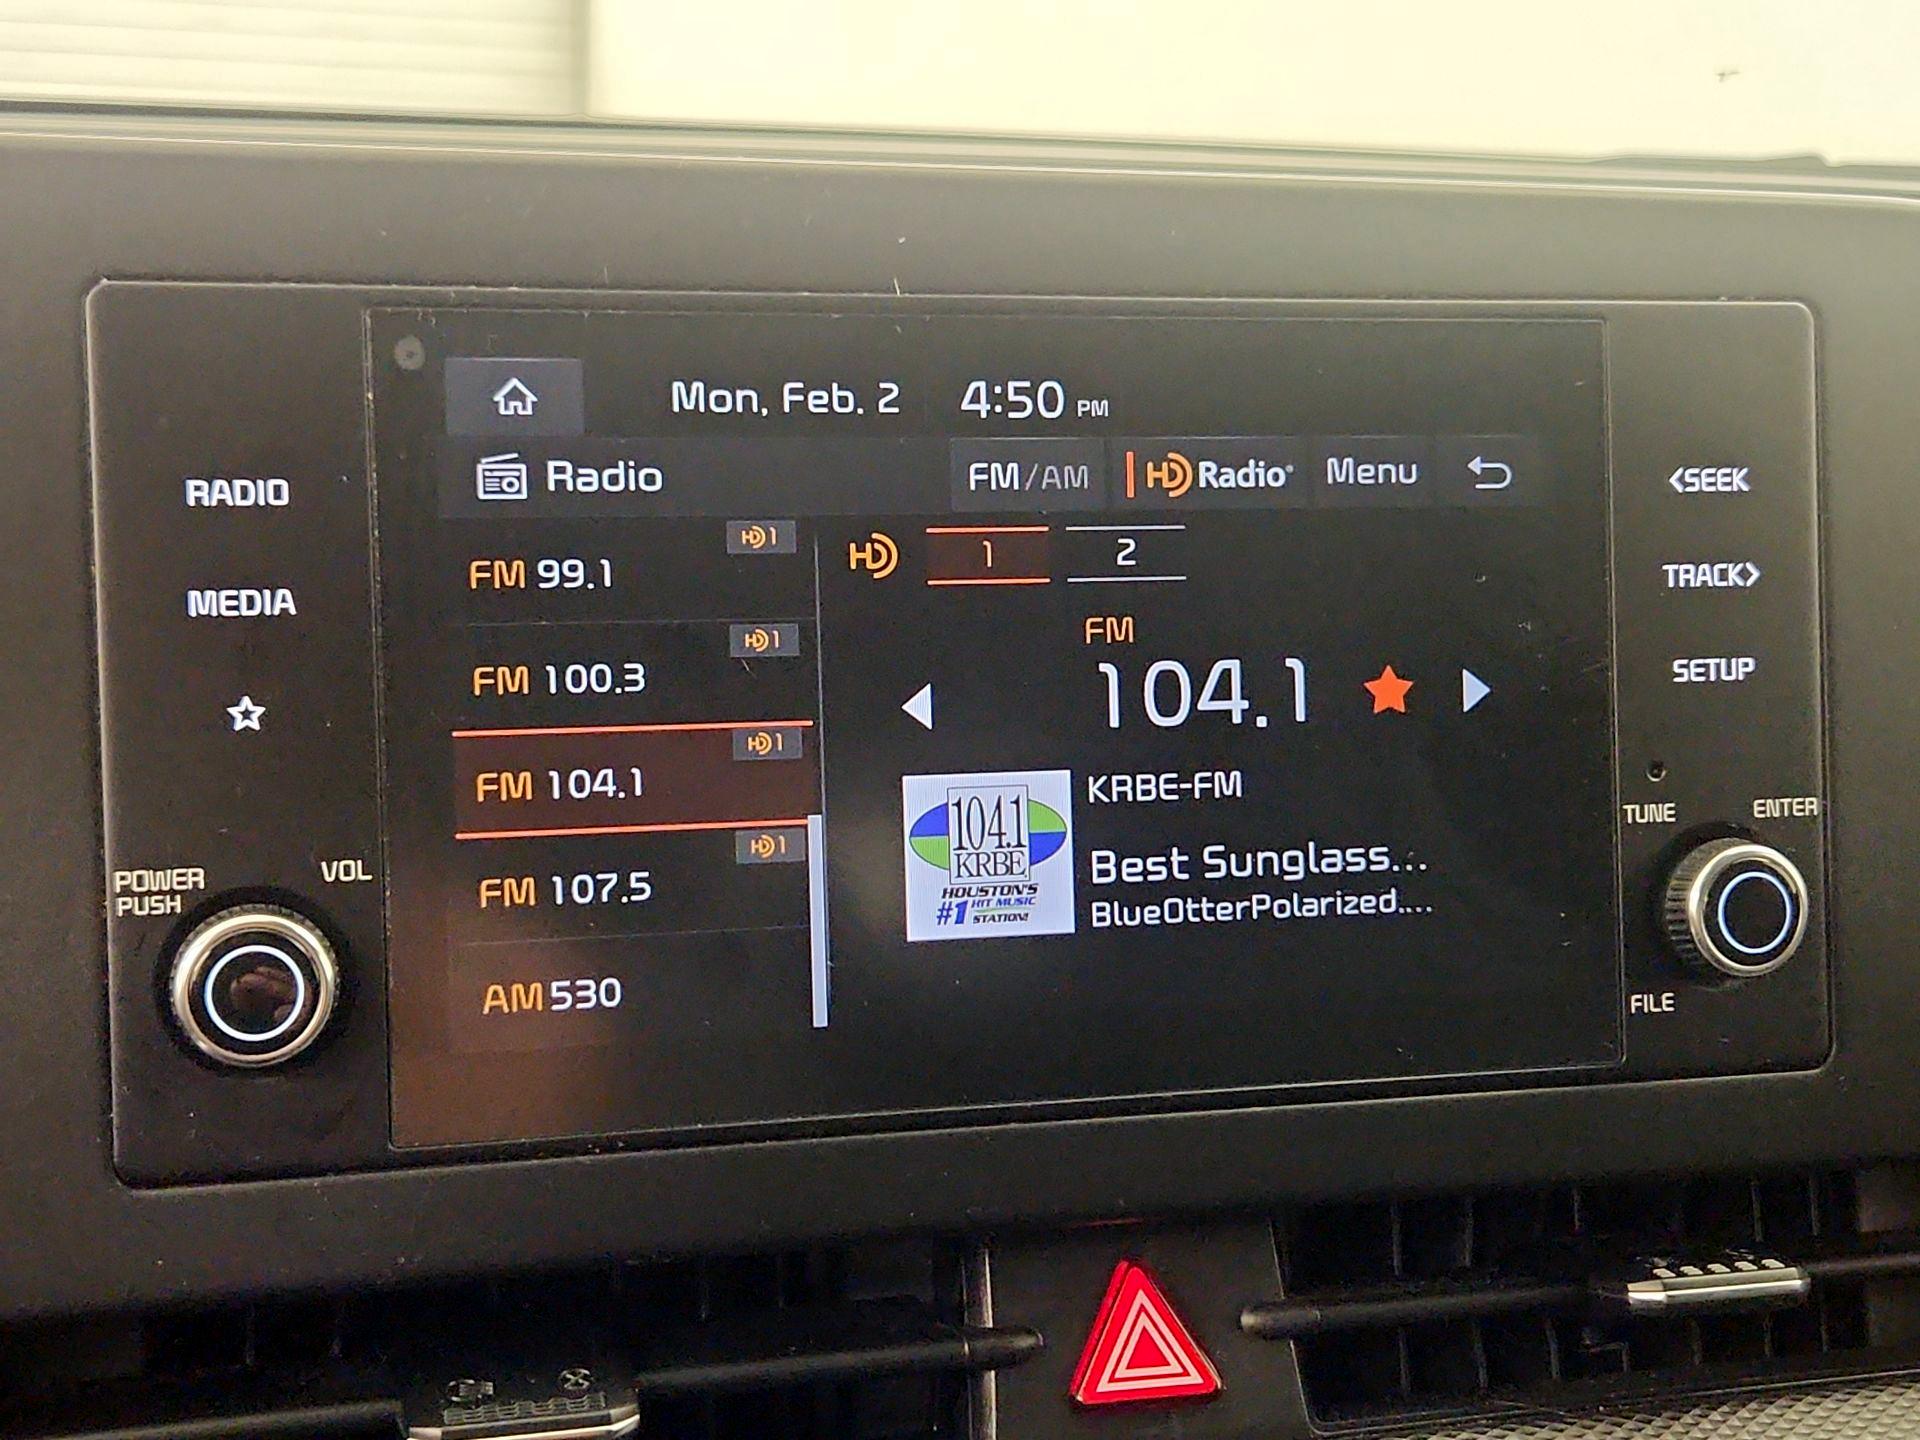 Mon, Feb. 2 4:50 PM
Radio FM/AM HD Radio® Menu
RADIO
MEDIA
POWER
PUSH
VOL
FM 99.1 HD 1
FM 100.3 HD 1
FM 104.1 HD 1
FM 107.5 HD 1
AM 530
HD 1 2
FM
104.1
104.1
KRBE
HOUSTON'S
#1 HIT MUSIC
STATION!
KRBE-FM
Best Sunglass...
BlueOtterPolarized....
<SEEK
TRACK>
SETUP
TUNE ENTER
FILE